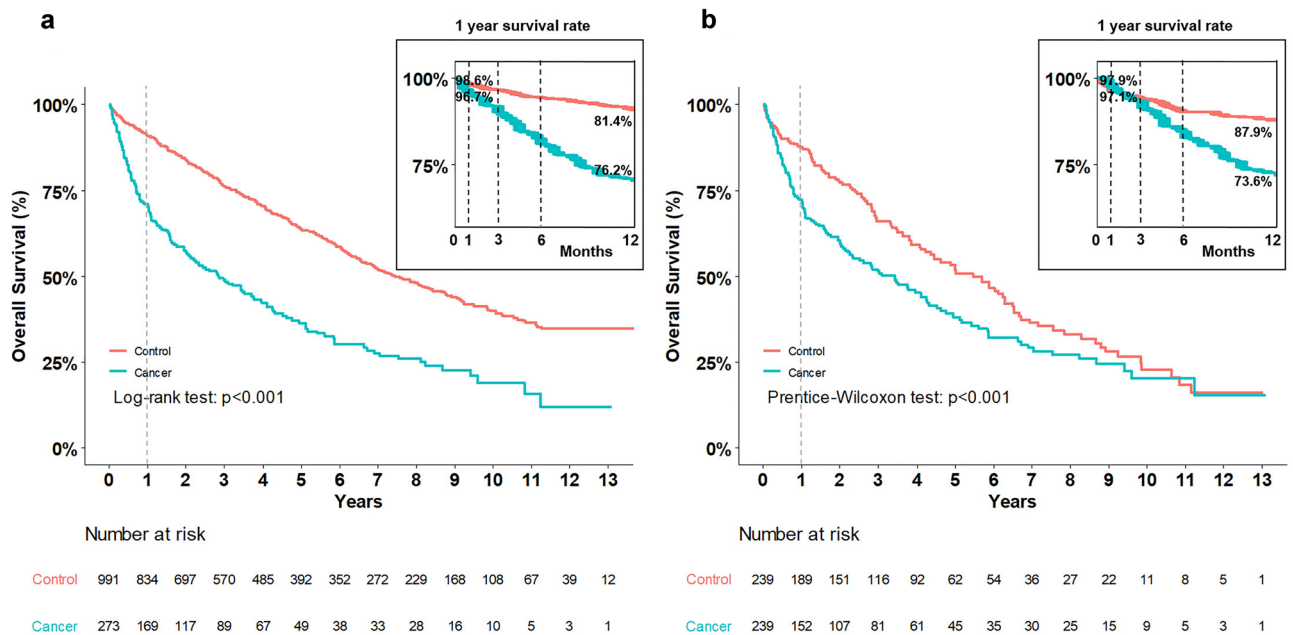 a
1 year survival rate
100%
98.6%
96.7%
81.4%
75%
76.2%
0 1 3 6 12
Months
100%
75%
50%
25%
0%
Overall Survival (%)
Control
Cancer
Log-rank test: p<0.001
0 1 2 3 4 5 6 7 8 9 10 11 12 13
Years
Number at risk
Control 991 834 697 570 485 392 352 272 229 168 108 67 39 12
Cancer 273 169 117 89 67 49 38 33 28 16 10 5 3 1
b
1 year survival rate
100%
97.9%
97.1%
87.9%
75%
73.6%
0 1 3 6 12
Months
100%
75%
50%
25%
0%
Overall Survival (%)
Control
Cancer
Prentice-Wilcoxon test: p<0.001
0 1 2 3 4 5 6 7 8 9 10 11 12 13
Years
Number at risk
Control 239 189 151 116 92 62 54 36 27 22 11 8 5 1
Cancer 239 152 107 81 61 45 35 30 25 15 9 5 3 1